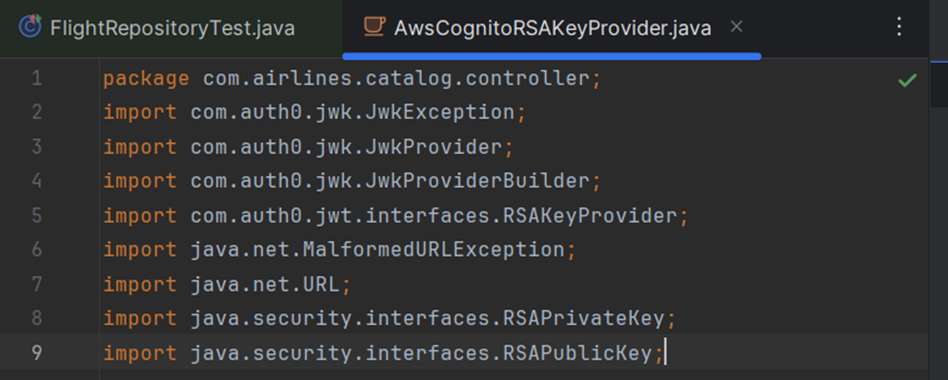 FlightRepositoryTest.java AwsCognitoRSAKeyProvider.java
1 package com.airlines.catalog.controller;
2 import com.auth0.jwk.JwkException;
3 import com.auth0.jwk.JwkProvider;
4 import com.auth0.jwk.JwkProviderBuilder;
5 import com.auth0.jwt.interfaces.RSAKeyProvider;
6 import java.net.MalformedURLException;
7 import java.net.URL;
8 import java.security.interfaces.RSAPrivateKey;
9 import java.security.interfaces.RSAPublicKey;